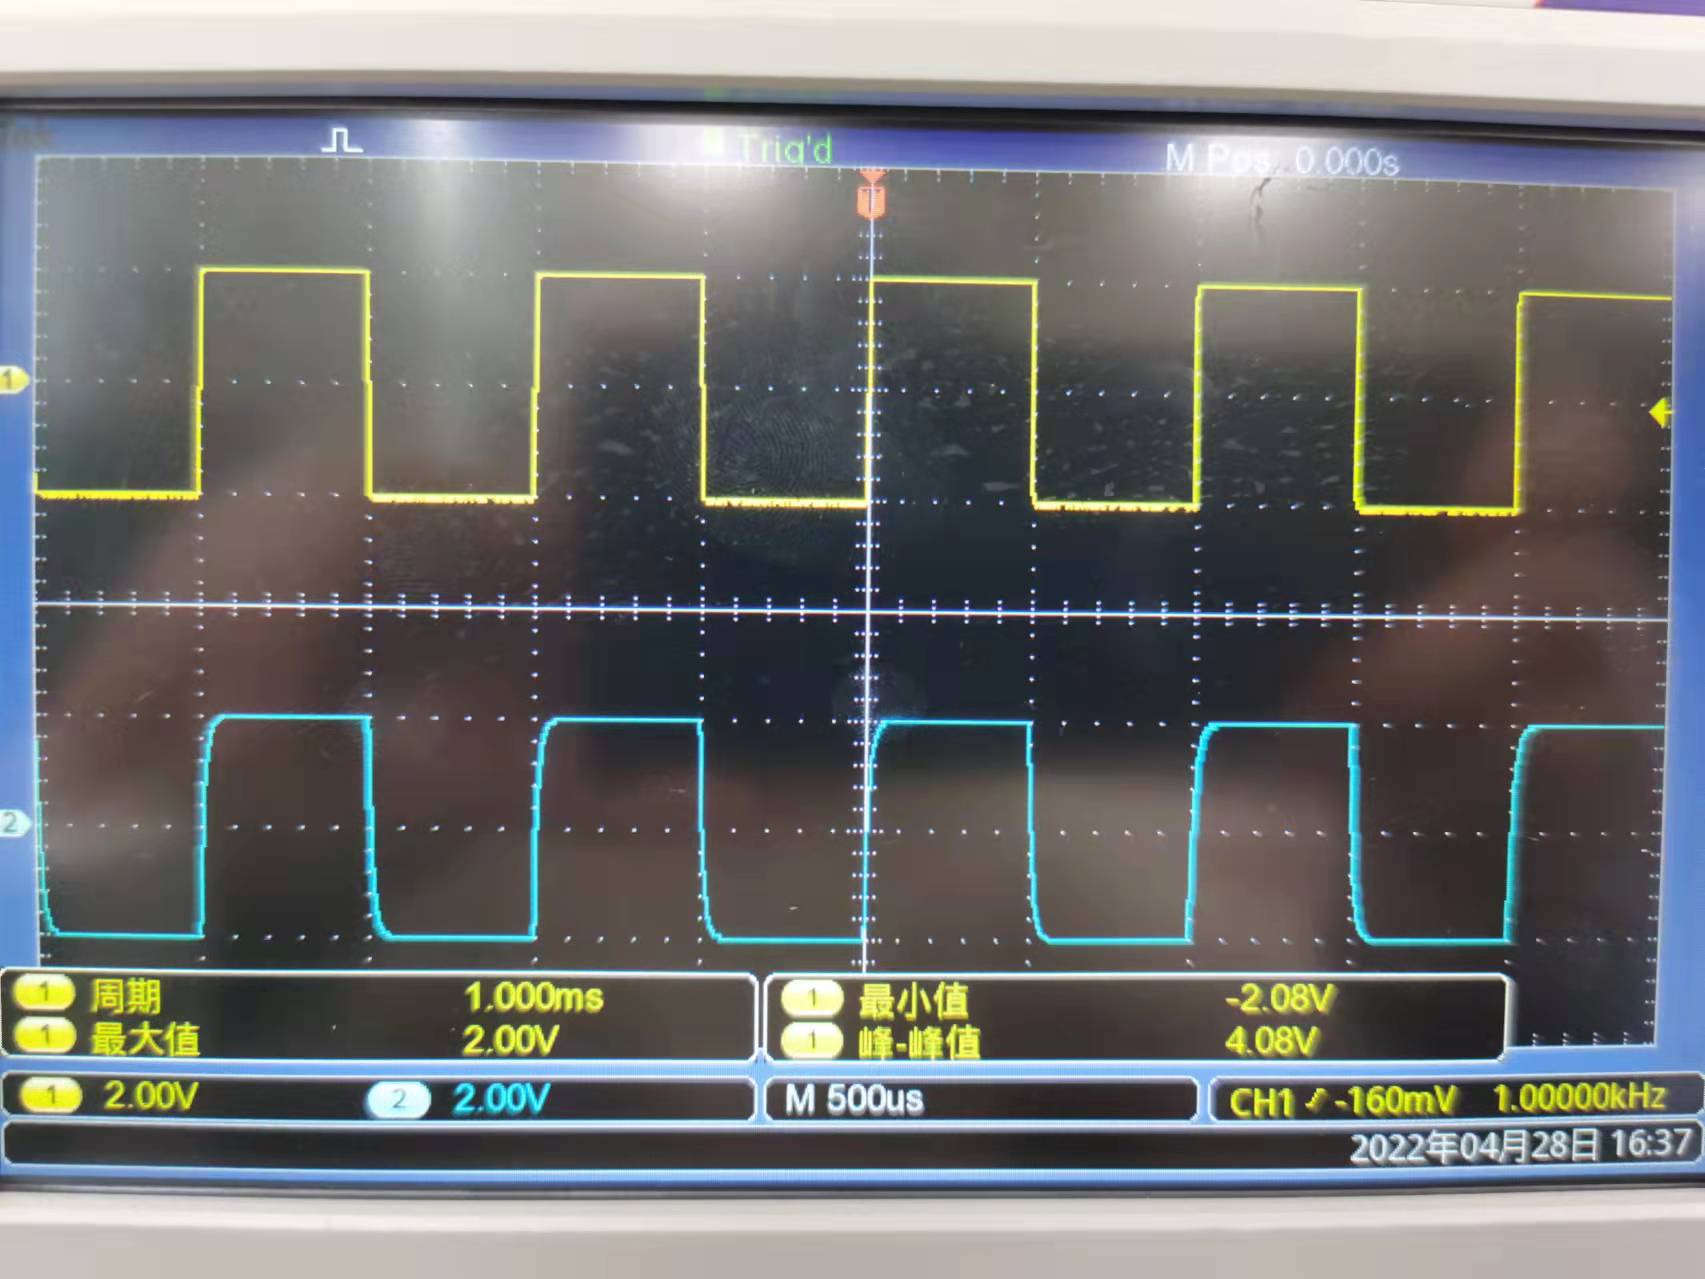 Trig'd M Pos: 0.000s
T
1
2
1 周期 1.000ms
1 最大值 2.00V
1 最小值 -2.08V
1 峰-峰值 4.08V
1 2.00V 2 2.00V M 500us CH1 -160mV 1.00000kHz
2022年04月28日 16:37